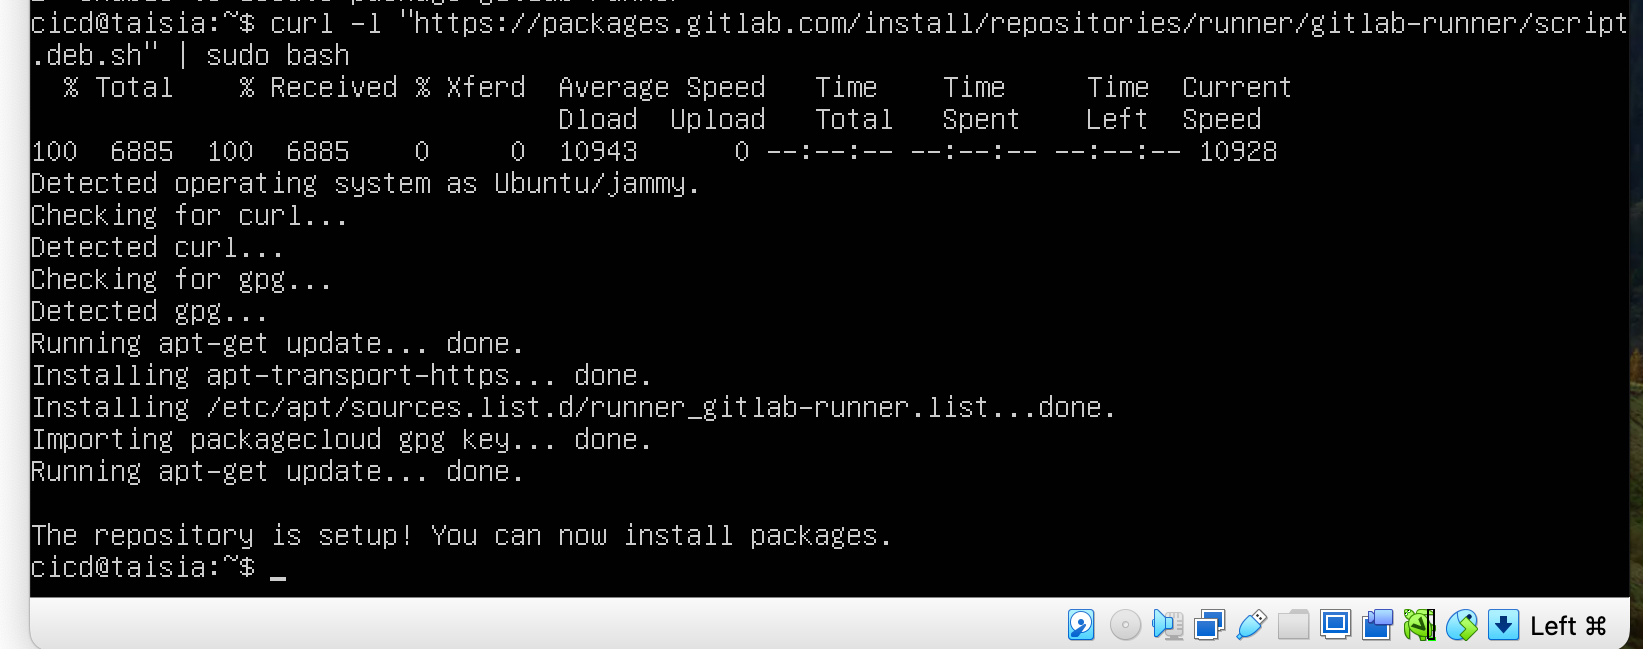 cicd@taisia:~$ curl -l "https://packages.gitlab.com/install/repositories/runner/gitlab-runner/script
.deb.sh" | sudo bash
  % Total    % Received % Xferd  Average Speed   Time    Time     Time  Current
                                 Dload  Upload   Total   Spent    Left  Speed
100  6885  100  6885    0     0  10943      0 --:--:-- --:--:-- --:--:-- 10928
Detected operating system as Ubuntu/jammy.
Checking for curl...
Detected curl...
Checking for gpg...
Detected gpg...
Running apt-get update... done.
Installing apt-transport-https... done.
Installing /etc/apt/sources.list.d/runner_gitlab-runner.list...done.
Importing packagecloud gpg key... done.
Running apt-get update... done.
The repository is setup! You can now install packages.
cicd@taisia:~$ _
Left ⌘